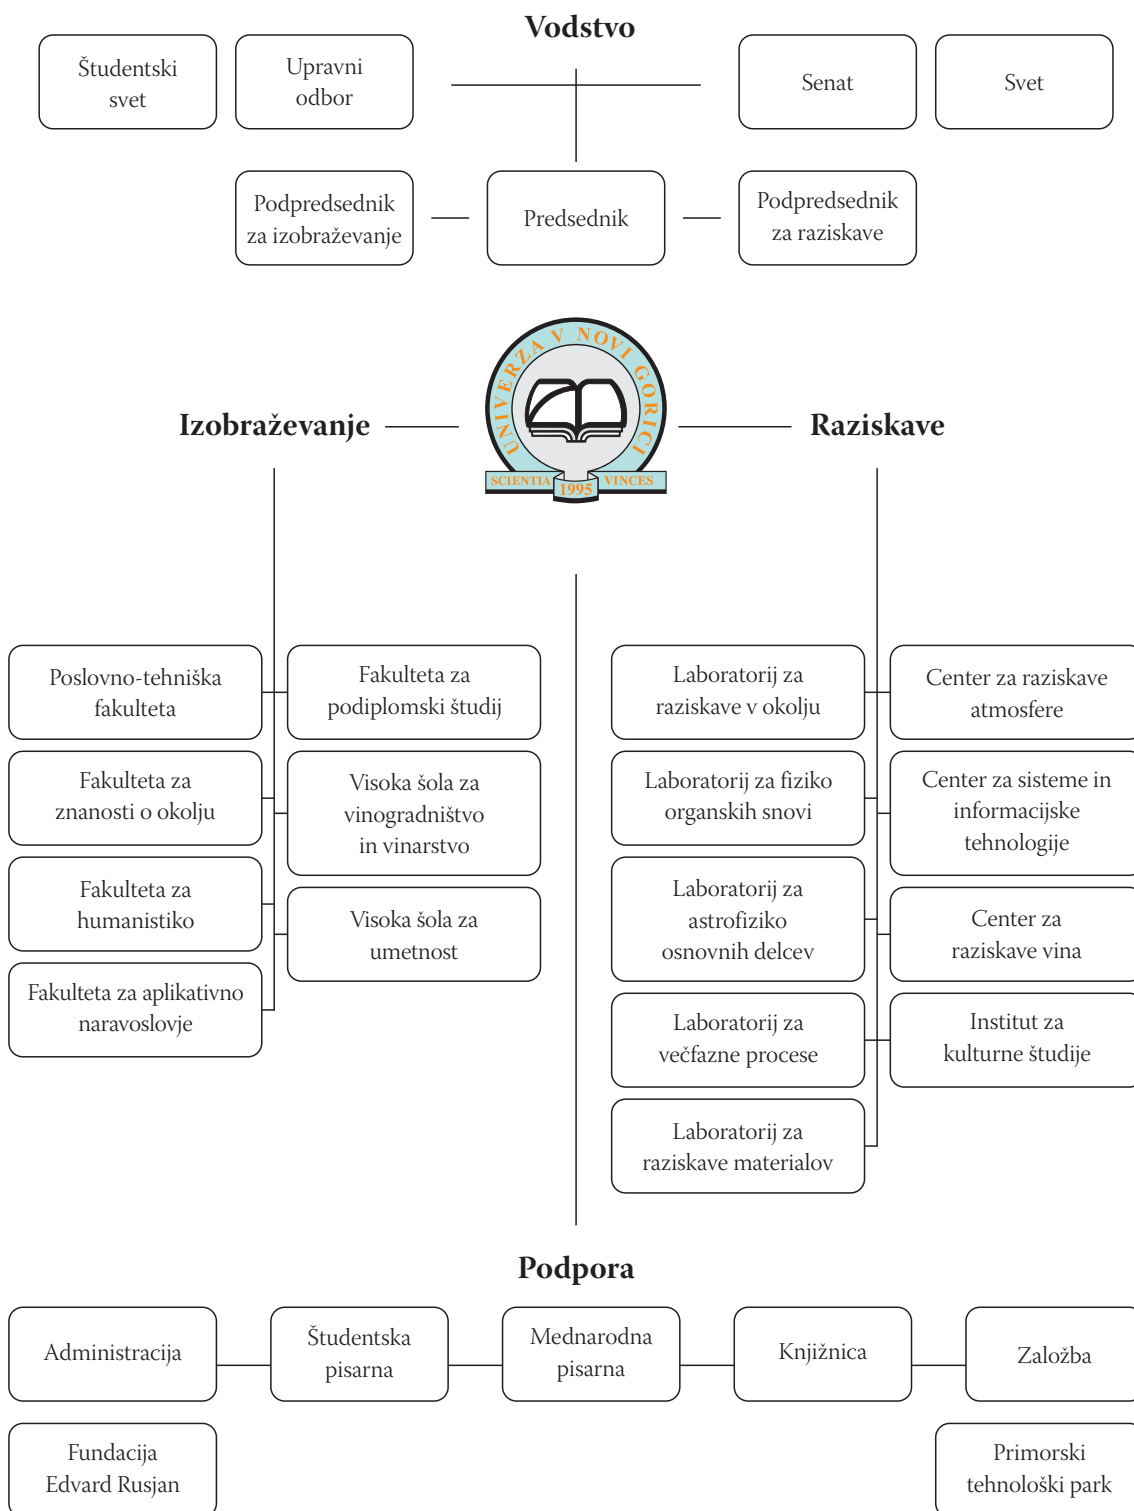 Vodstvo
Študentski
svet
Upravni
odbor
Senat
Svet
Podpredsednik
za izobraževanje
Predsednik
Podpredsednik
za raziskave
UNIVERZA V NOVI GORICI
SCIENTIA
1995
VINCES
Izobraževanje
Raziskave
Poslovno-tehniška
fakulteta
Fakulteta za
podiplomski študij
Fakulteta za
znanosti o okolju
Visoka šola za
vinogradništvo
in vinarstvo
Fakulteta za
humanistiko
Visoka šola za
umetnost
Fakulteta za aplikativno
naravoslovje
Laboratorij za
raziskave v okolju
Center za raziskave
atmosfere
Laboratorij za fiziko
organskih snovi
Center za sisteme in
informacijske
tehnologije
Laboratorij za
astrofiziko
osnovnih delcev
Center za
raziskave vina
Laboratorij za
večfazne procese
Institut za
kulturne študije
Laboratorij za
raziskave materialov
Podpora
Administracija
Študentska
pisarna
Mednarodna
pisarna
Knjižnica
Založba
Fundacija
Edvard Rusjan
Primorski
tehnološki park